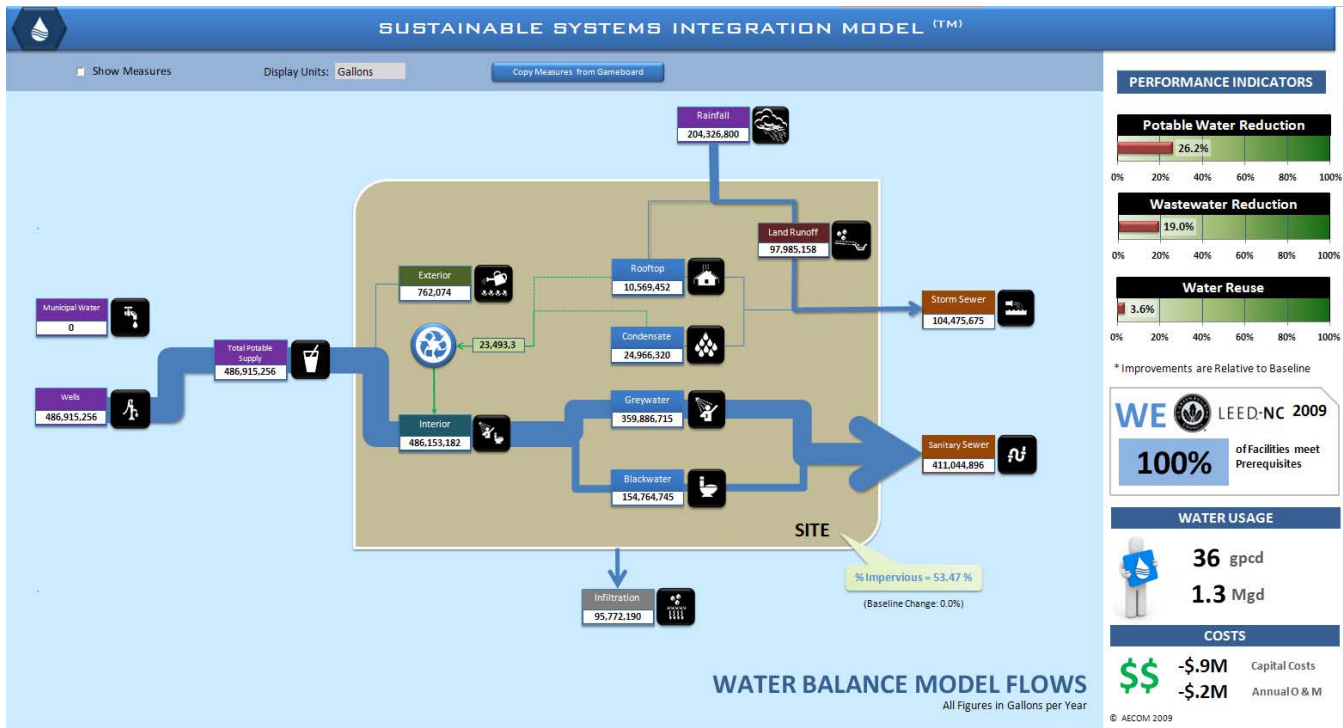 SUSTAINABLE SYSTEMS INTEGRATION MODEL (TM)
Show Measures
Display Units: Gallons
Copy Measures from Gameboard
Rainfall
204,326,800
Land Runoff
97,985,158
Exterior
762,074
Rooftop
10,569,452
Storm Sewer
104,475,675
Municipal Water
0
Condensate
24,966,320
23,493,3
Total Potable
Supply
486,915,256
Wells
486,915,256
Interior
486,153,182
Greywater
359,886,715
Sanitary Sewer
411,044,896
Blackwater
154,764,745
SITE
% Impervious = 53.47 %
(Baseline Change: 0.0%)
Infiltration
95,772,190
WATER BALANCE MODEL FLOWS
All Figures in Gallons per Year
PERFORMANCE INDICATORS
Potable Water Reduction
26.2%
0% 20% 40% 60% 80% 100%
Wastewater Reduction
19.0%
0% 20% 40% 60% 80% 100%
Water Reuse
3.6%
0% 20% 40% 60% 80% 100%
* Improvements are Relative to Baseline
WE LEED-NC 2009
100% of Facilities meet
Prerequisites
WATER USAGE
36 gpcd
1.3 Mgd
COSTS
$$
-$.9M Capital Costs
-$.2M Annual O & M
© AECOM 2009